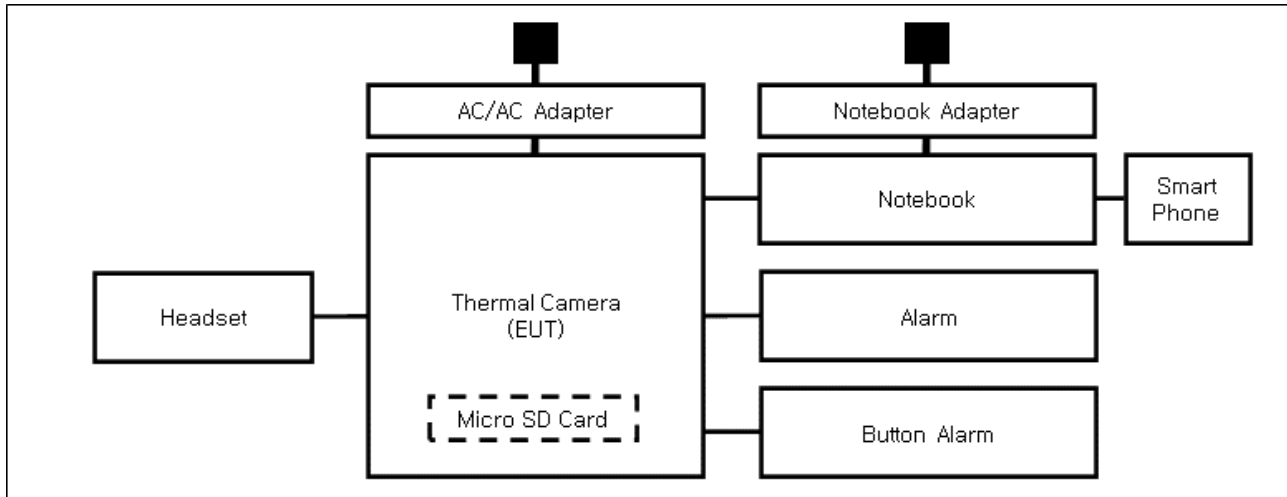 AC/AC Adapter
Notebook Adapter
Notebook
Smart
Phone
Headset
Thermal Camera
(EUT)
Alarm
Micro SD Card
Button Alarm